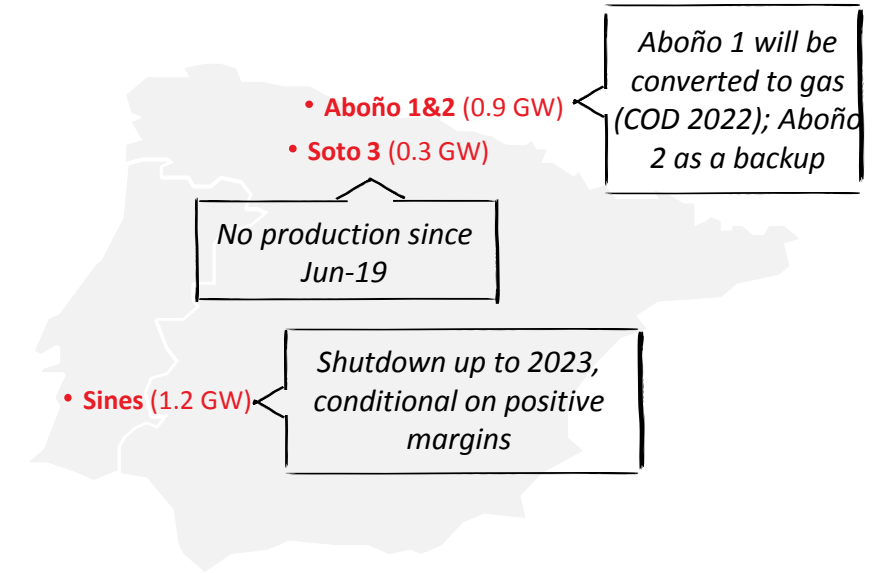 Aboño 1 will be
converted to gas
(COD 2022); Aboño
2 as a backup
• Aboño 1&2 (0.9 GW)
• Soto 3 (0.3 GW)
No production since
Jun-19
Shutdown up to 2023,
conditional on positive
margins
• Sines (1.2 GW)